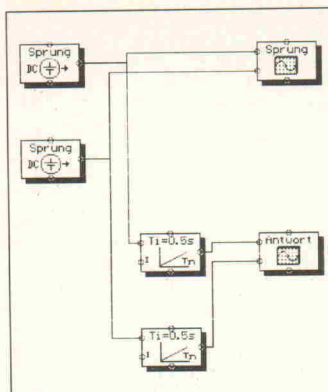 Sprung
DC
Sprung
Sprung
DC
Ti=0.5s
I
Tn
Antwort
Ti=0.5s
I
Tn